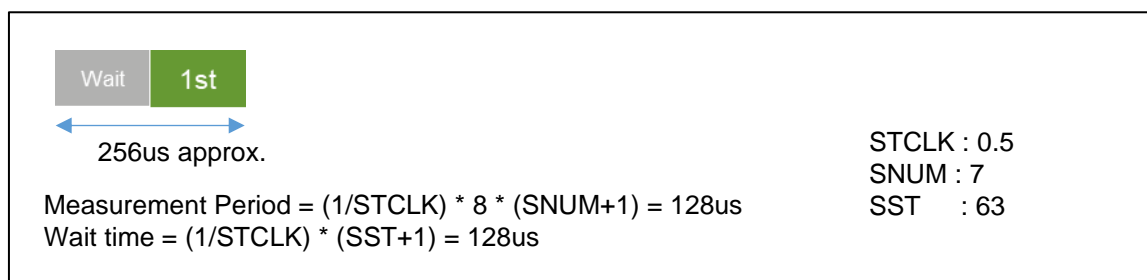 Wait 1st
256us approx.
STCLK : 0.5
SNUM : 7
SST : 63
Measurement Period = (1/STCLK) * 8 * (SNUM+1) = 128us
Wait time = (1/STCLK) * (SST+1) = 128us